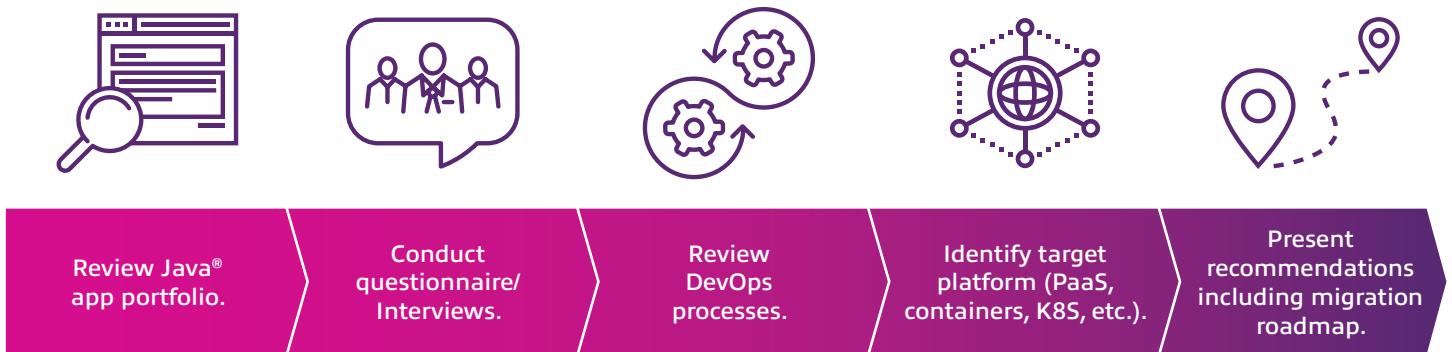 Review Java®
app portfolio.
Conduct
questionnaire/
Interviews.
Review
DevOps
processes.
Identify target
platform (PaaS,
containers, K8S, etc.).
Present
recommendations
including migration
roadmap.